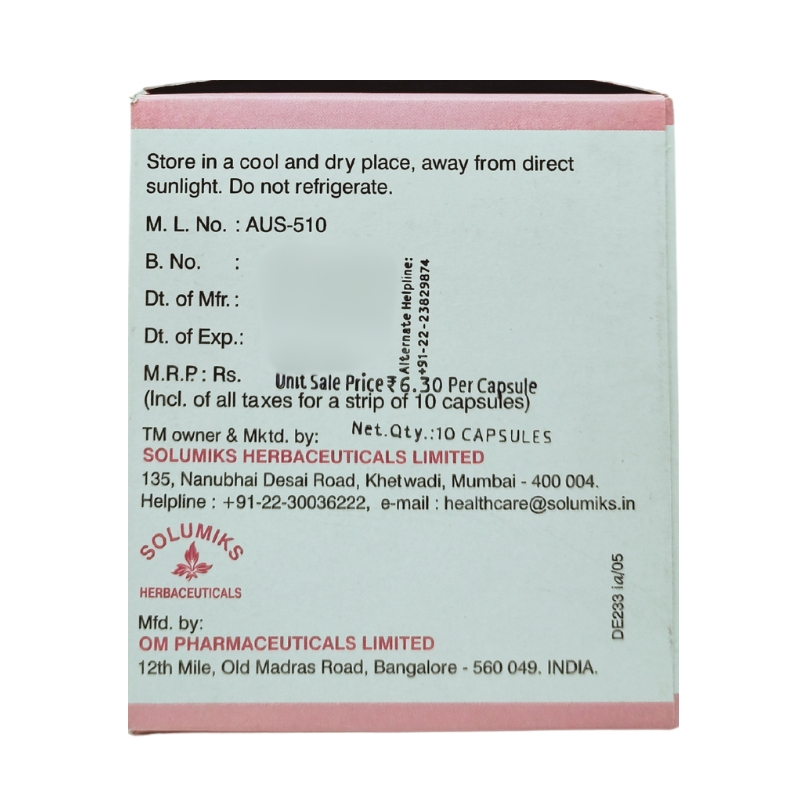 Store in a cool and dry place, away from direct
sunlight. Do not refrigerate.
M. L. No. : AUS-510
B. No. :
Dt. of Mfr. :
Dt. of Exp.:
Alternate Helpline:
+91-22-23829874
M.R.P. : Rs.
Unit Sale Price ₹ 6.30 Per Capsule
(Incl. of all taxes for a strip of 10 capsules)
Net.Qty.:10 CAPSULES
TM owner & Mktd. by:
SOLUMIKS HERBACEUTICALS LIMITED
135, Nanubhai Desai Road, Khetwadi, Mumbai - 400 004.
Helpline : +91-22-30036222, e-mail : healthcare@solumiks.in
SOLUMIKS
HERBACEUTICALS
DE233 ia/05
Mfd. by:
OM PHARMACEUTICALS LIMITED
12th Mile, Old Madras Road, Bangalore - 560 049. INDIA.